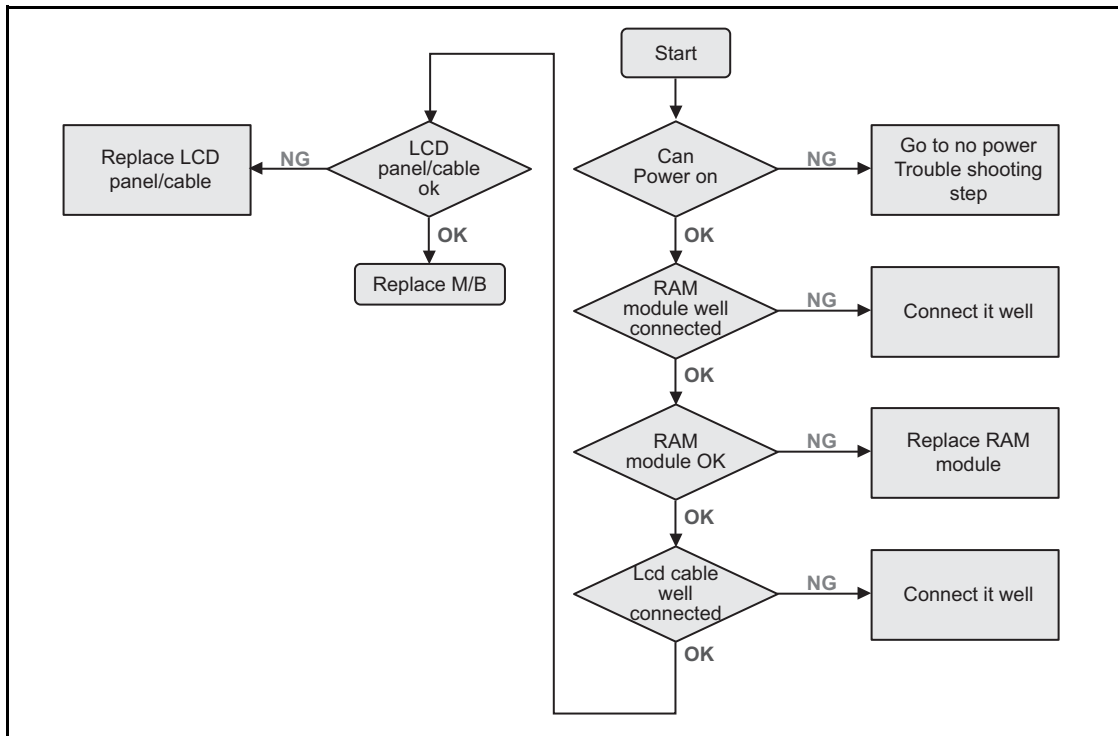 Start
Can
Power on
NG
Go to no power
Trouble shooting
step
OK
RAM
module well
connected
NG
Connect it well
OK
RAM
module OK
NG
Replace RAM
module
OK
Lcd cable
well
connected
NG
Connect it well
OK
LCD
panel/cable
ok
NG
Replace LCD
panel/cable
OK
Replace M/B